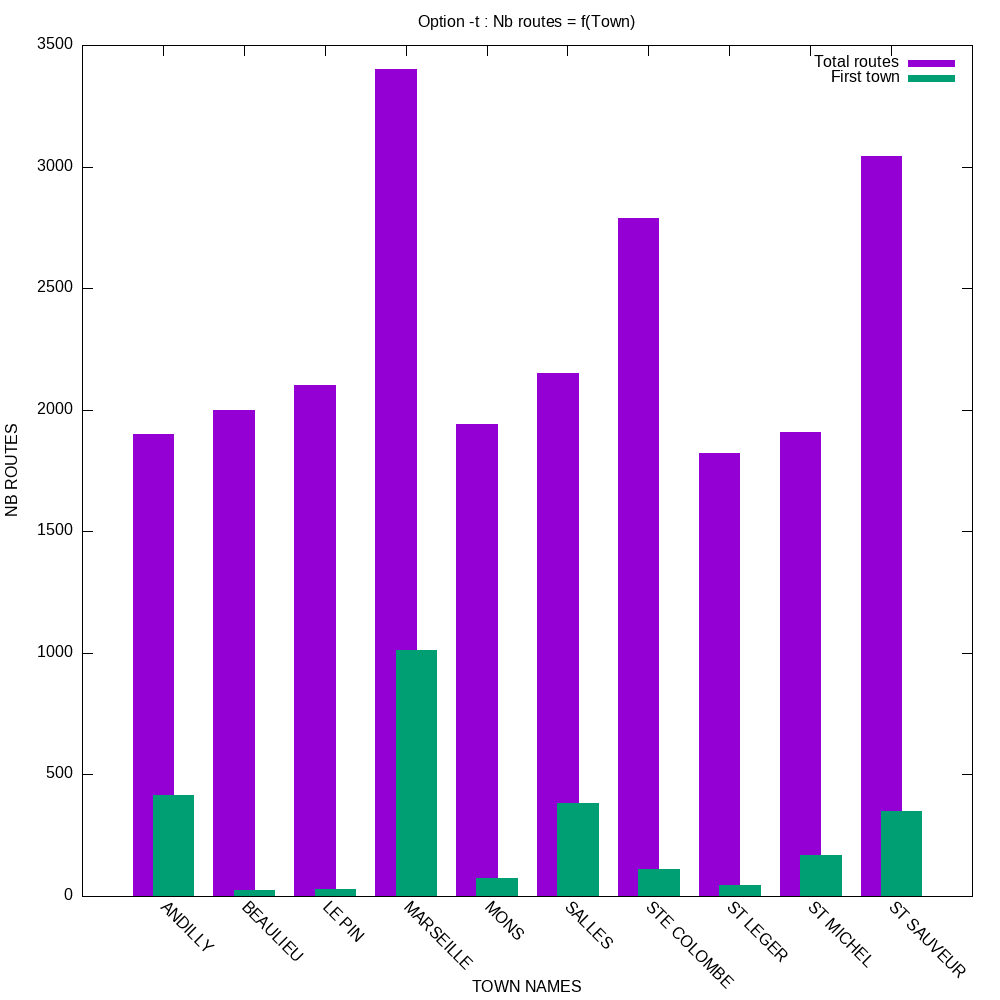 Option -t : Nb routes = f(Town)
Total routes
First town
3500
3000
2500
2000
1500
1000
500
0
NB ROUTES
ANDILLY
BEAULIEU
LE PIN
MARSEILLE
MONS
SALLES
STE COLOMBE
ST LEGER
ST MICHEL
ST SAUVEUR
TOWN NAMES